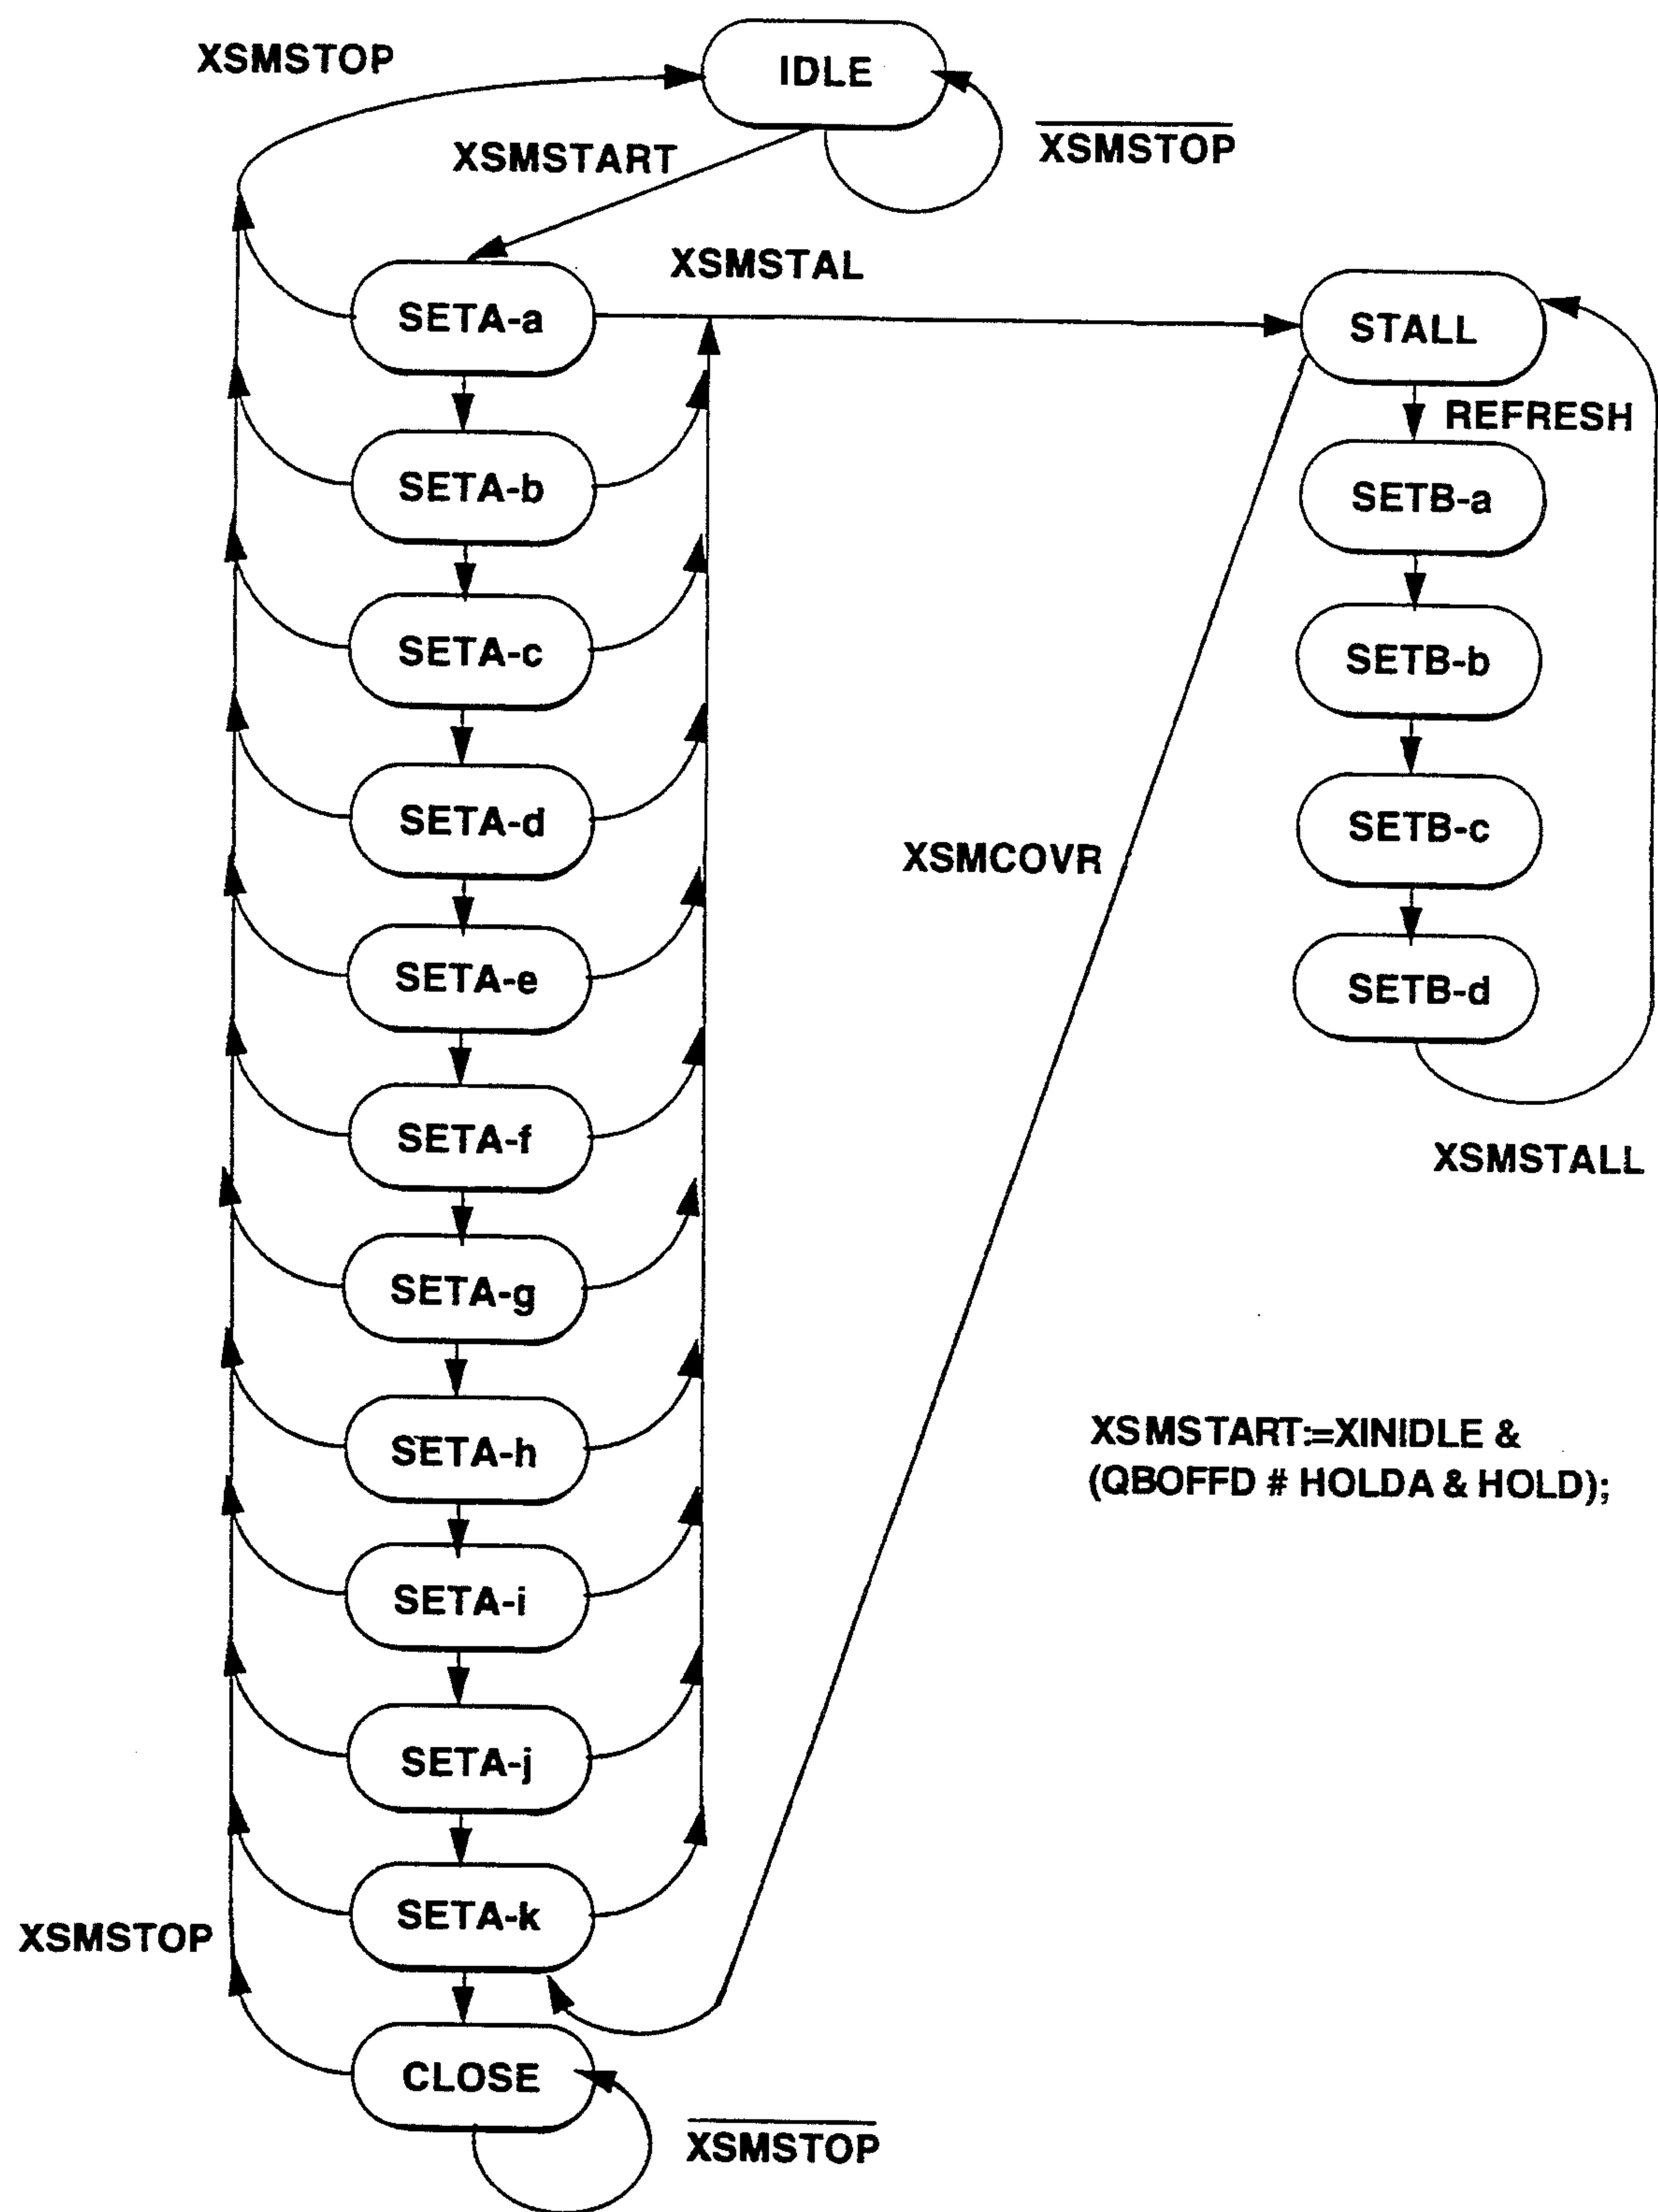 XSMSTOP
IDLE
XSMSTOP
XSMSTART
XSMSTAL
SETA-a
STALL
REFRESH
SETA-b
SETB-a
SETA-c
SETB-b
SETA-d
SETB-c
XSMCOVR
SETA-e
SETB-d
SETA-f
XSMSTALL
SETA-g
SETA-h
XSMSTART:=XINIDLE &
(QBOFFD # HOLDA & HOLD);
SETA-i
SETA-j
SETA-k
XSMSTOP
CLOSE
XSMSTOP